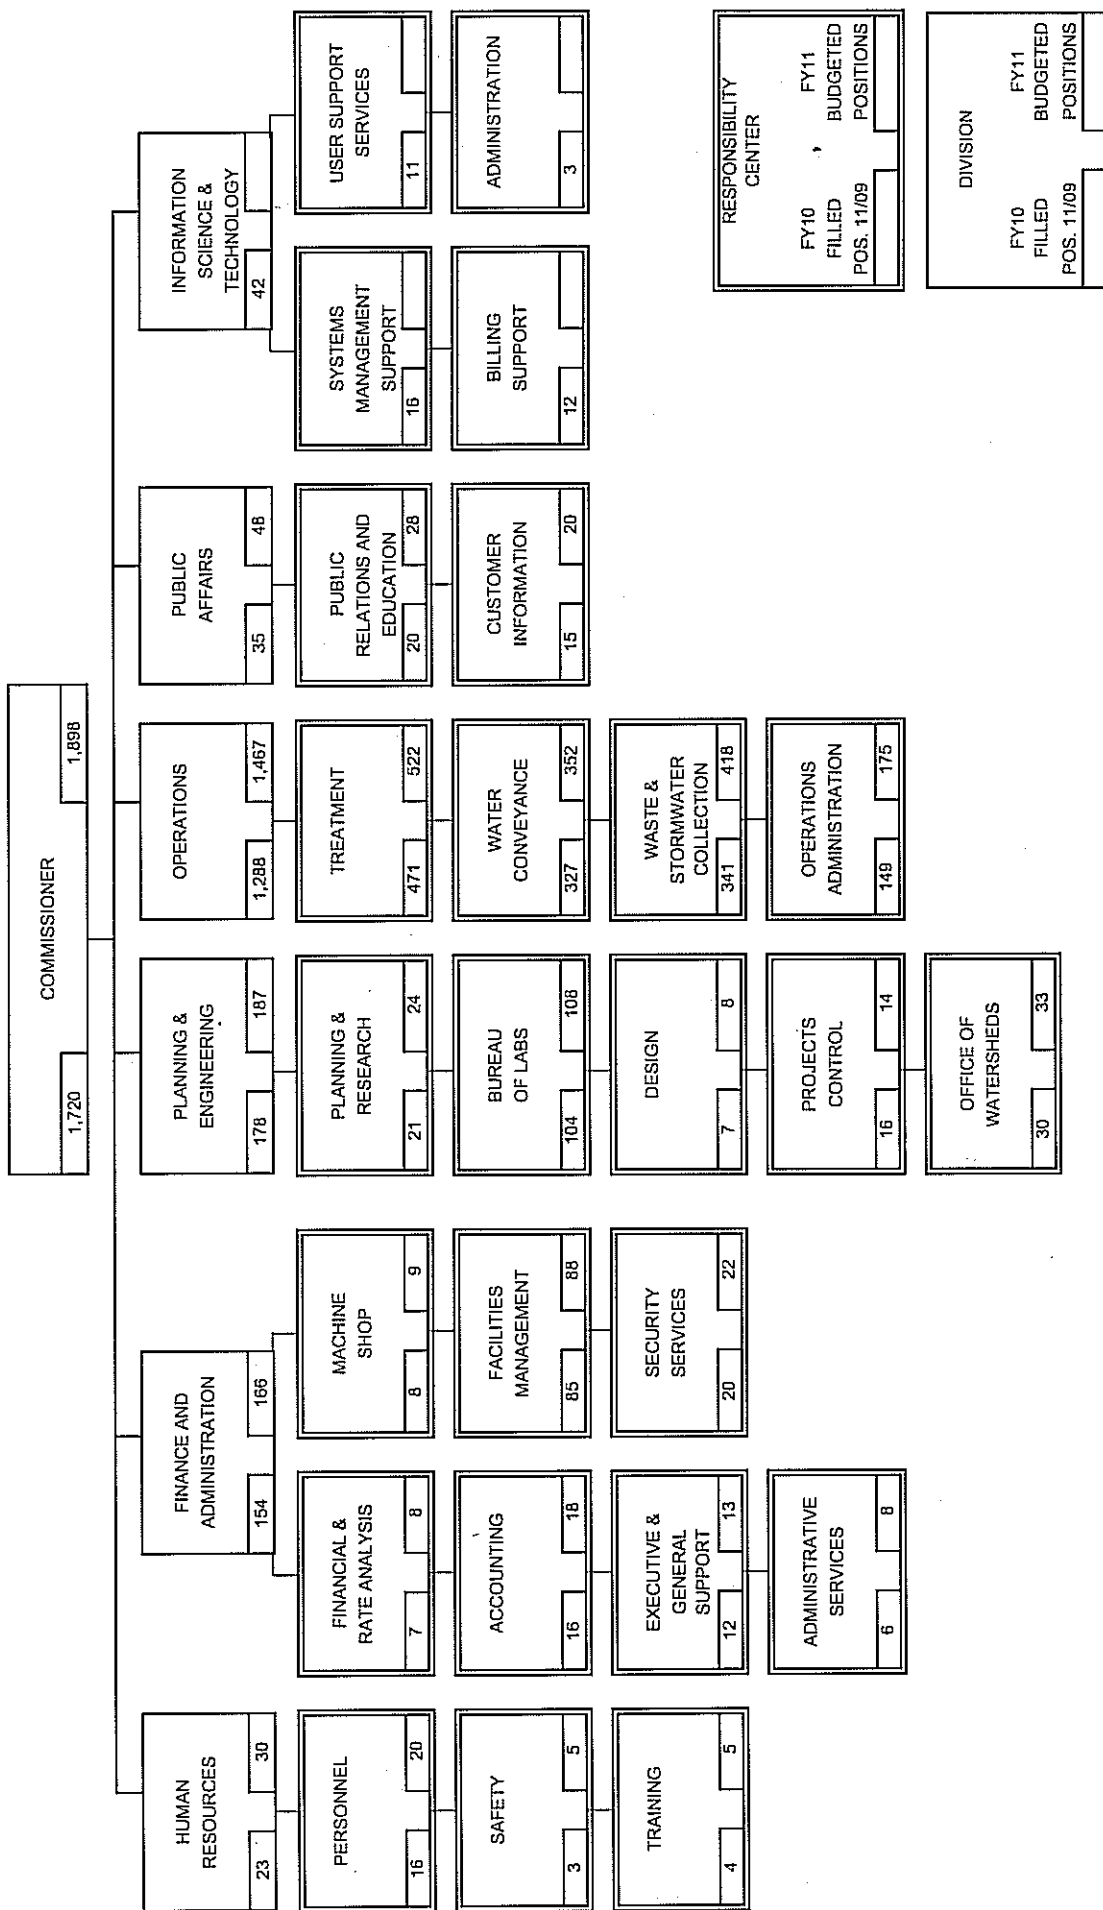 COMMISSIONER
1,720
1,898
HUMAN
RESOURCES
23
30
PERSONNEL
16
20
SAFETY
3
5
TRAINING
4
5
FINANCE AND
ADMINISTRATION
154
166
FINANCIAL &
RATE ANALYSIS
7
8
ACCOUNTING
16
18
EXECUTIVE &
GENERAL
SUPPORT
12
13
ADMINISTRATIVE
SERVICES
6
8
MACHINE
SHOP
8
9
FACILITIES
MANAGEMENT
85
88
SECURITY
SERVICES
20
22
PLANNING &
ENGINEERING
178
187
PLANNING &
RESEARCH
21
24
BUREAU
OF LABS
104
108
DESIGN
7
8
PROJECTS
CONTROL
16
14
OFFICE OF
WATERSHEDS
30
33
OPERATIONS
1,288
1,467
TREATMENT
471
522
WATER
CONVEYANCE
327
352
WASTE &
STORMWATER
COLLECTION
341
418
OPERATIONS
ADMINISTRATION
149
175
PUBLIC
AFFAIRS
35
48
PUBLIC
RELATIONS AND
EDUCATION
20
28
CUSTOMER
INFORMATION
15
20
INFORMATION
SCIENCE &
TECHNOLOGY
42
SYSTEMS
MANAGEMENT
SUPPORT
16
BILLING
SUPPORT
12
USER SUPPORT
SERVICES
11
ADMINISTRATION
3
RESPONSIBILITY
CENTER
FY10 FY11
FILLED BUDGETED
POS. 11/09 POSITIONS
DIVISION
FY10 FY11
FILLED BUDGETED
POS. 11/09 POSITIONS